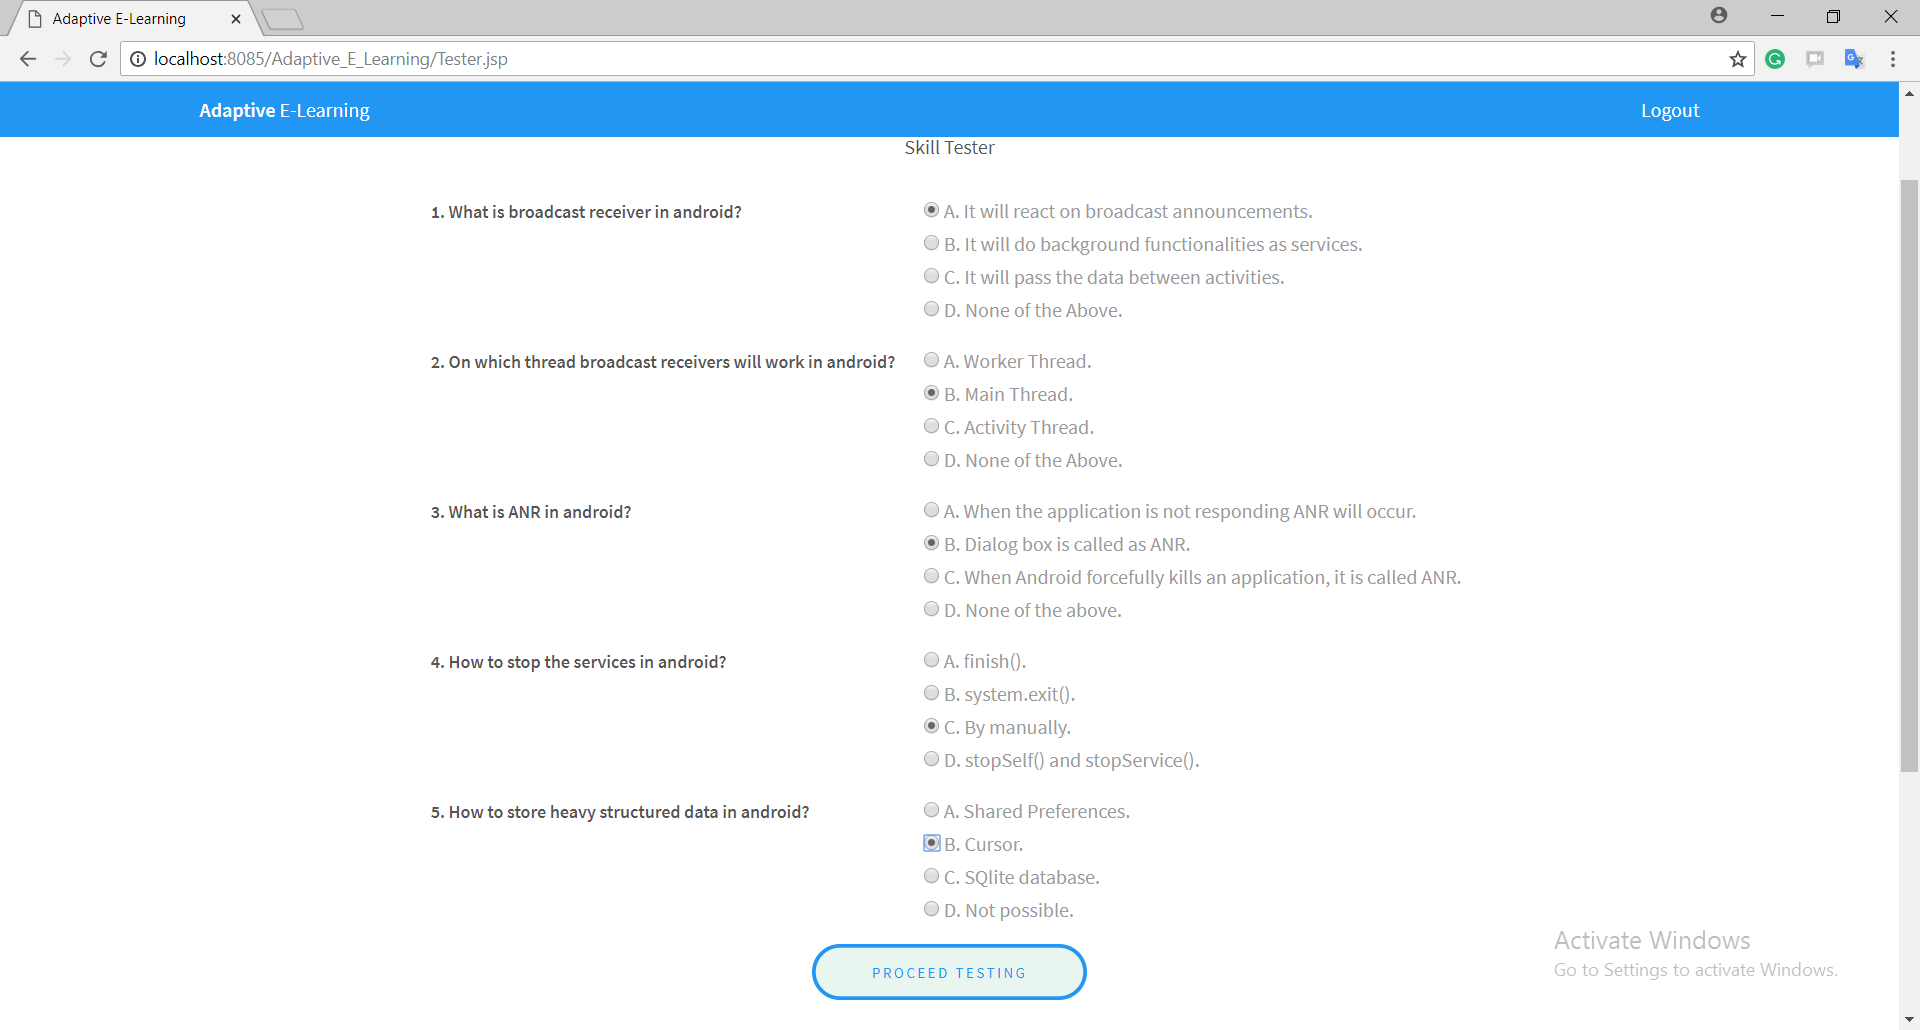 Adaptive E-Learning
localhost:8085/Adaptive_E_Learning/Tester.jsp
Adaptive E-Learning
Logout
Skill Tester
1. What is broadcast receiver in android?
A. It will react on broadcast announcements.
B. It will do background functionalities as services.
C. It will pass the data between activities.
D. None of the Above.
2. On which thread broadcast receivers will work in android?
A. Worker Thread.
B. Main Thread.
C. Activity Thread.
D. None of the Above.
3. What is ANR in android?
A. When the application is not responding ANR will occur.
B. Dialog box is called as ANR.
C. When Android forcefully kills an application, it is called ANR.
D. None of the above.
4. How to stop the services in android?
A. finish().
B. system.exit().
C. By manually.
D. stopSelf() and stopService().
5. How to store heavy structured data in android?
A. Shared Preferences.
B. Cursor.
C. SQlite database.
D. Not possible.
PROCEED TESTING
Activate Windows
Go to Settings to activate Windows.